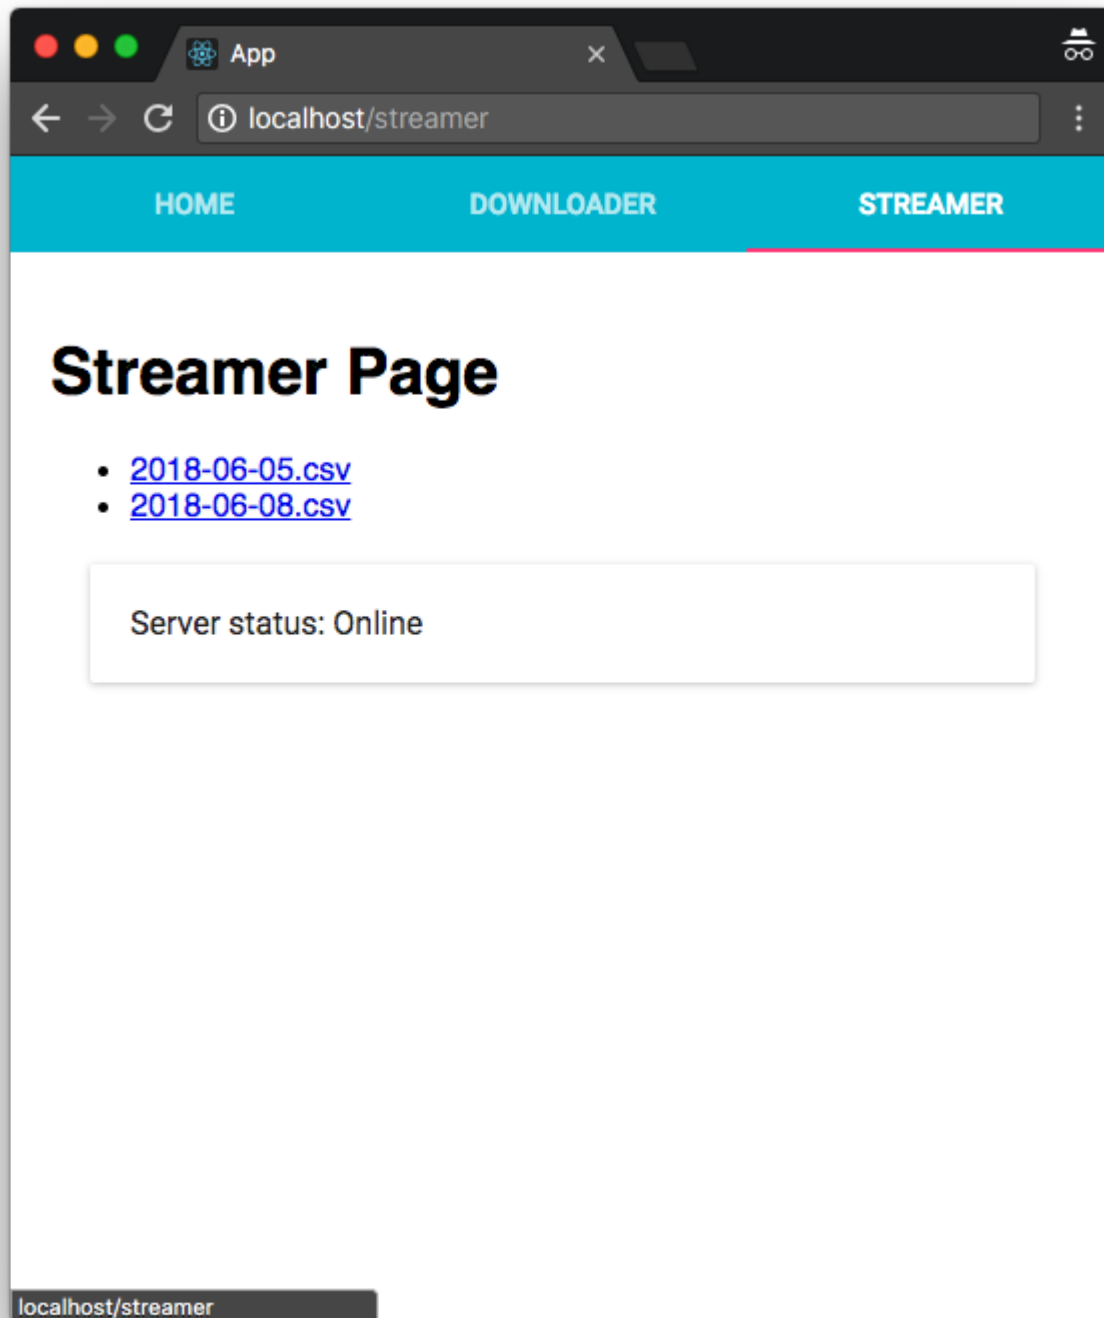 App
localhost/streamer
HOME DOWNLOADER STREAMER
Streamer Page
2018-06-05.csv
2018-06-08.csv
Server status: Online
localhost/streamer